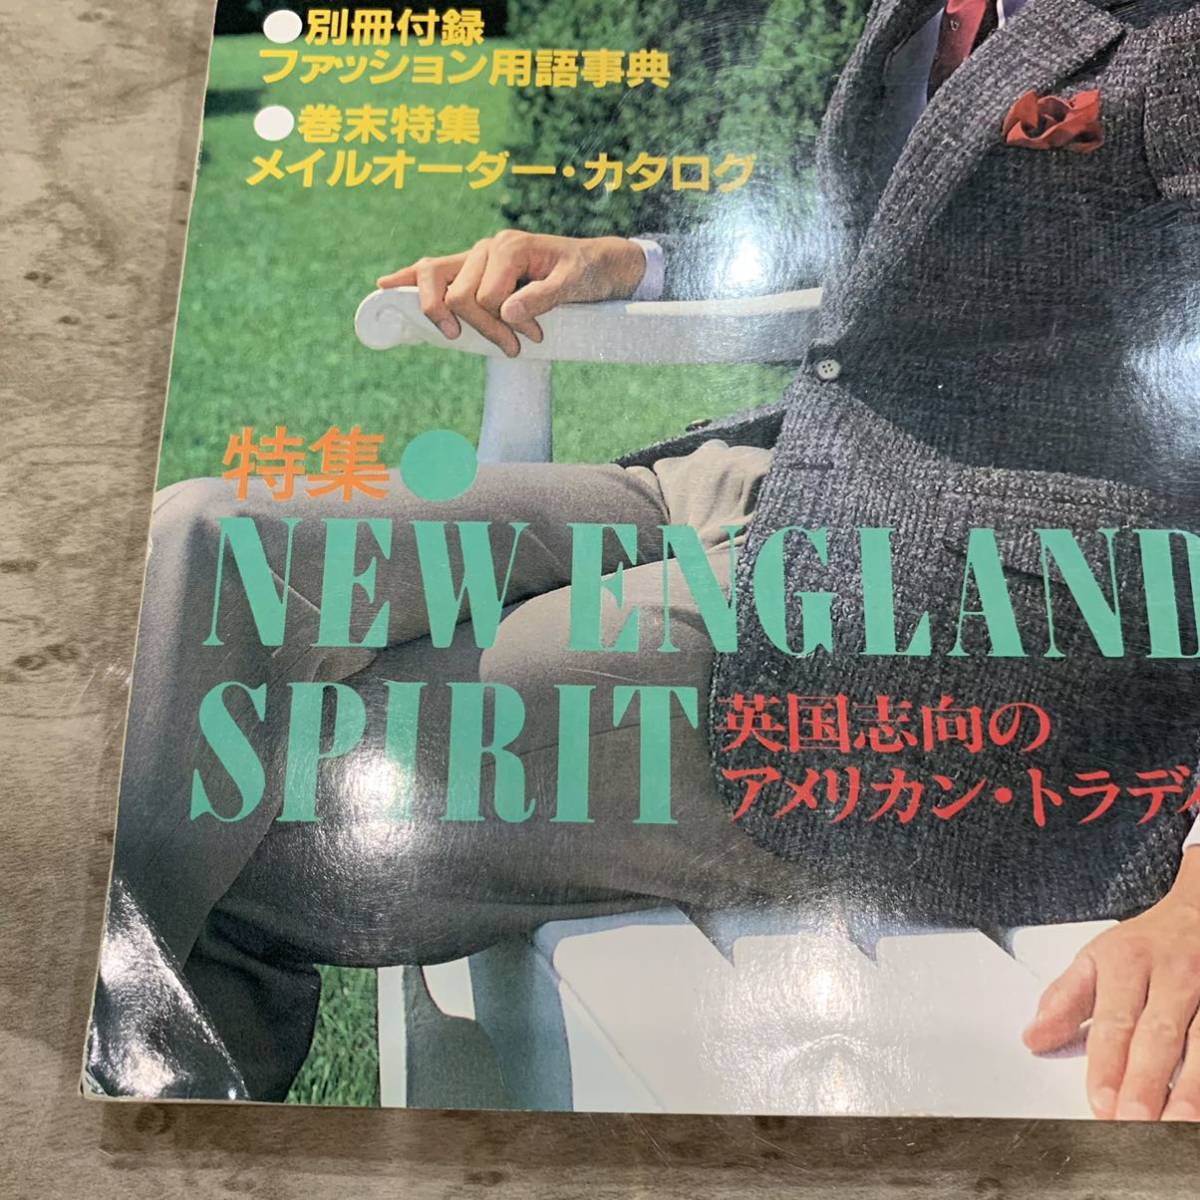 ●別冊付録
ファッション用語事典
●巻末特集
メイルオーダー・カタログ
特集●
NEW ENGLAND
SPIRIT
英国志向の
アメリカン・トラディ